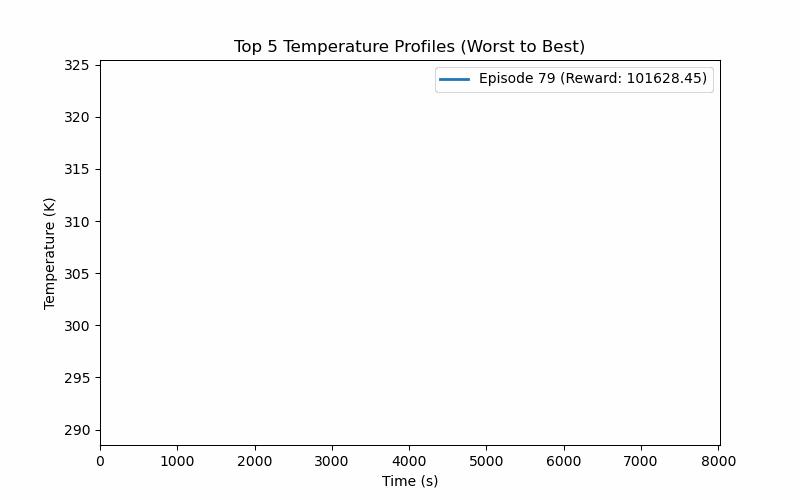 Top 5 Temperature Profiles (Worst to Best)
Episode 79 (Reward: 101628.45)
325
320
315
310
305
300
295
290
Temperature (K)
0 1000 2000 3000 4000 5000 6000 7000 8000
Time (s)